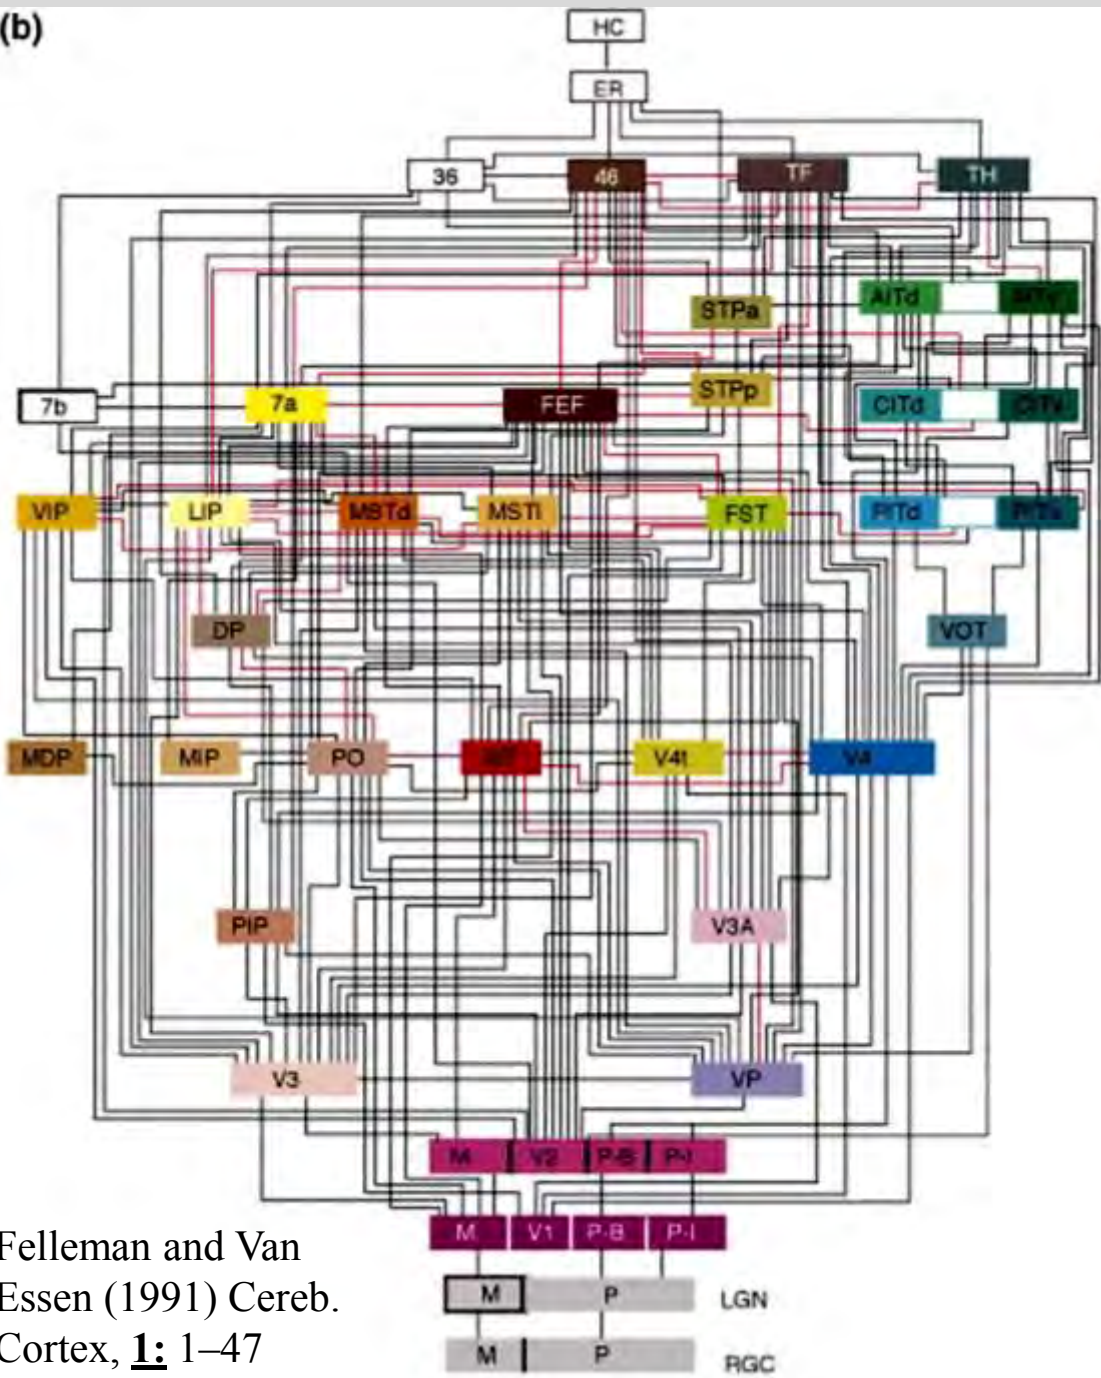 (b)
HC
ER
36 46 TF TH
STPa AITd
7b 7a FEF STPp CITd CITv
VIP LIP MSTd MSTl FST PITd PITv
DP VOT
MDP MIP PO V4t V4
PIP V3A
V3 VP
M V2 P-B P-I
M V1 P-B P-I
M P LGN
M P RGC
Felleman and Van
Essen (1991) Cereb.
Cortex, 1: 1–47